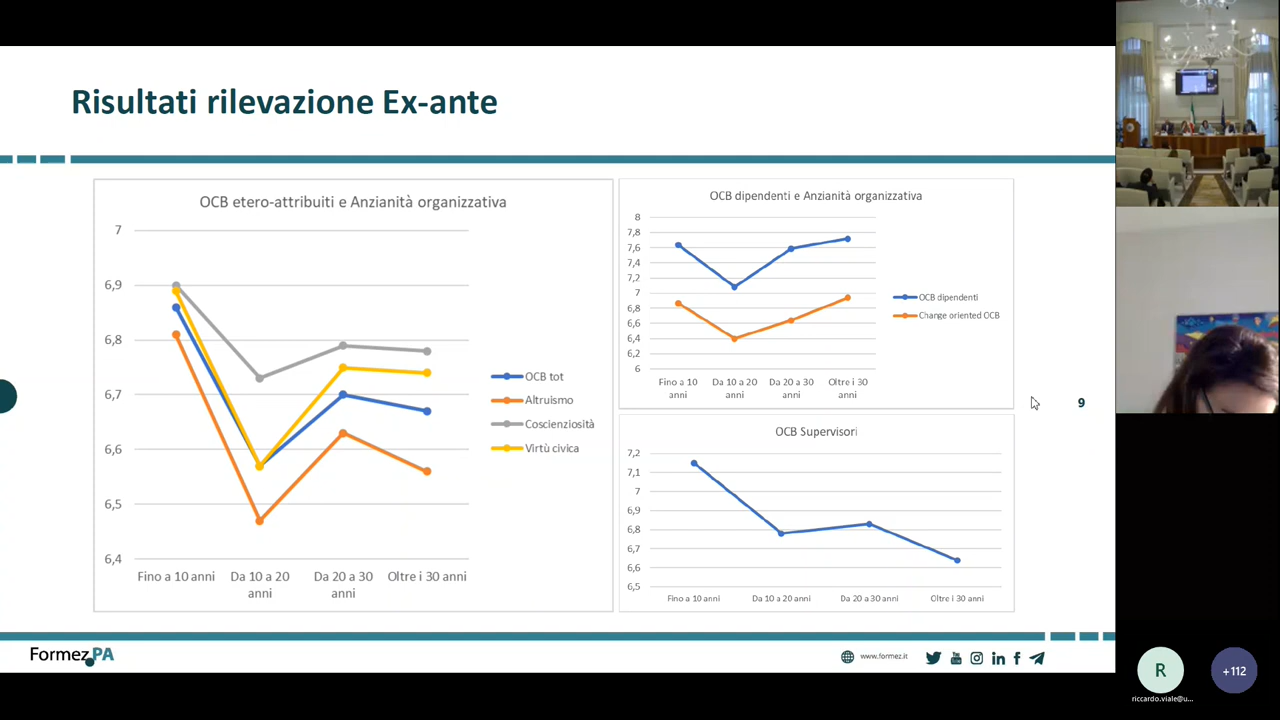 Risultati rilevazione Ex-ante
OCB etero-attribuiti e Anzianità organizzativa
7
6,9
6,8
6,7
6,6
6,5
6,4
Fino a 10 anni
Da 10 a 20
anni
Da 20 a 30
anni
Oltre i 30 anni
OCB tot
Altruismo
Coscienziosità
Virtù civica
OCB dipendenti e Anzianità organizzativa
8
7,8
7,6
7,4
7,2
7
6,8
6,6
6,4
6,2
6
Fino a 10
anni
Da 10 a 20
anni
Da 20 a 30
anni
Oltre i 30
anni
OCB dipendenti
Change oriented OCB
OCB Supervisori
7,2
7,1
7
6,9
6,8
6,7
6,6
6,5
Fino a 10 anni
Da 10 a 20 anni
Da 20 a 30 anni
Oltre i 30 anni
9
Formez PA
www.formez.it
R
+112
riccardo.viale@u...